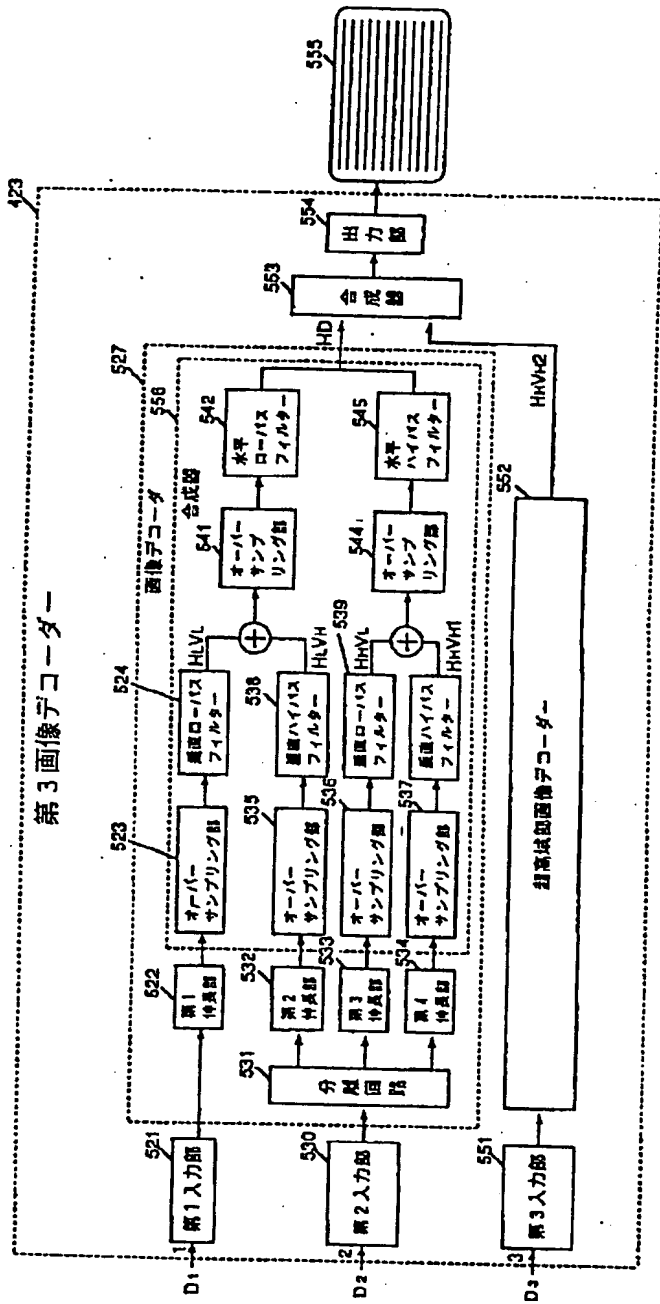 第3画像デコーダー
423
527
画像デコーダ
556
合成器
D1
1
521
第1入力部
522
第1
伸長部
523
オーバー
サンプリング部
524
垂直ローパス
フィルター
HLVL
541
オーバー
サンプ
リング部
542
水平
ローパス
フィルター
D2
2
530
第2入力部
531
分離回路
532
第2
伸長部
535
オーバー
サンプリング部
538
垂直ハイパス
フィルター
HLVH
533
第3
伸長部
536
オーバー
サンプリング部
539
垂直ローパス
フィルター
HHVL
544
オーバー
サンプ
リング部
545
水平
ハイパス
フィルター
534
第4
伸長部
537
オーバー
サンプリング部
垂直ハイパス
フィルター
HHVH1
HD
553
合成器
554
出力部
555
D3
3
551
第3入力部
552
超高域部画像デコーダー
HHVH2